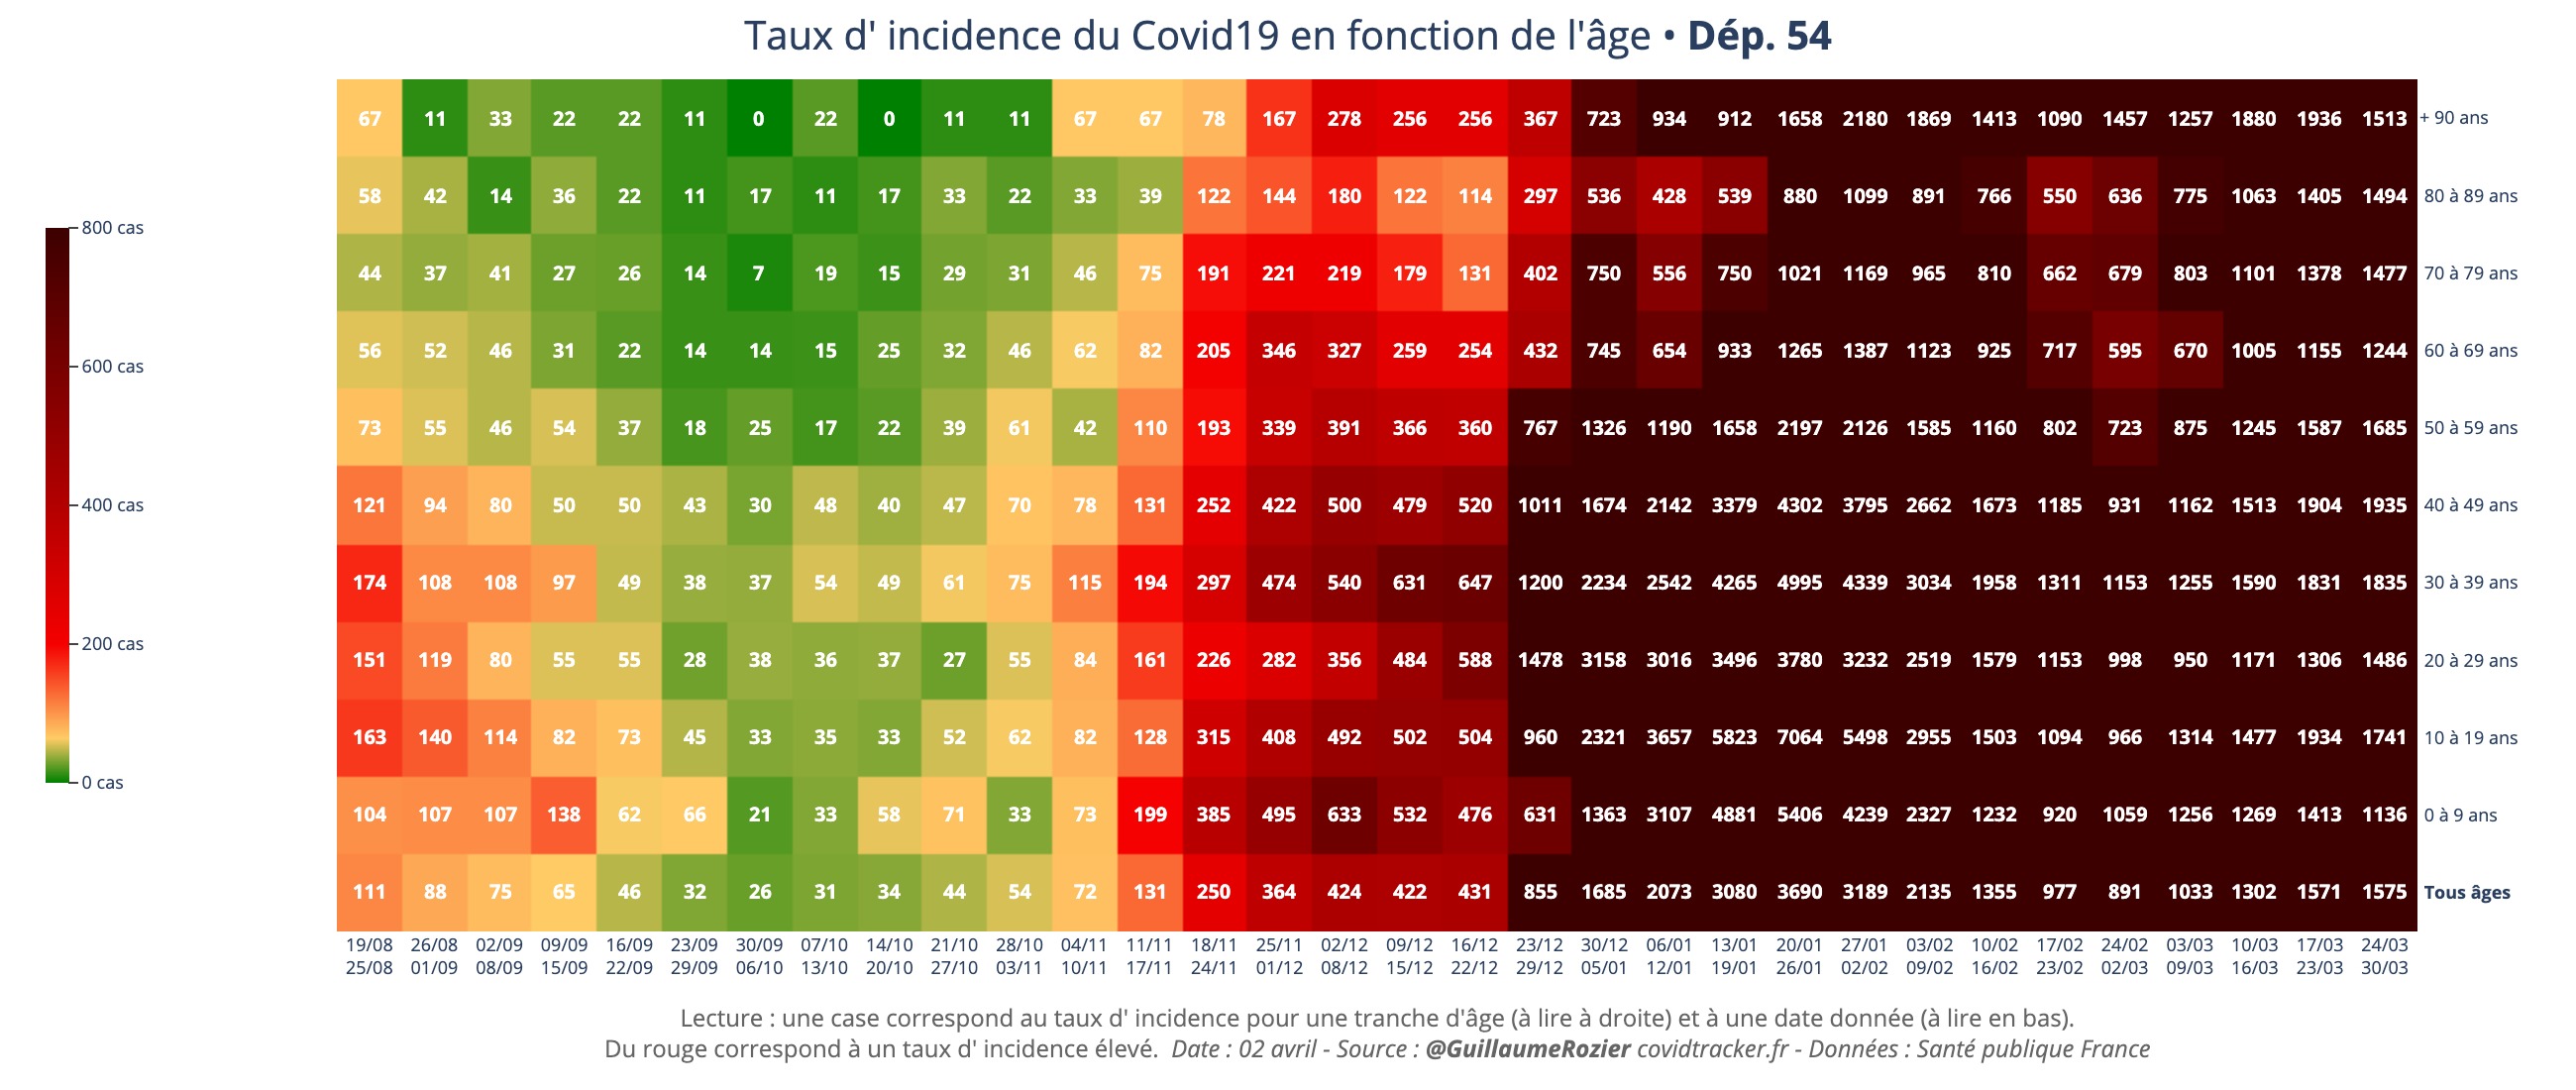 Taux d' incidence du Covid19 en fonction de l'âge • Dép. 54
67 11 33 22 22 11 0 22 0 11 11 67 67 78 167 278 256 256 367 723 934 912 1658 2180 1869 1413 1090 1457 1257 1880 1936 1513 + 90 ans
58 42 14 36 22 11 17 11 17 33 22 33 39 122 144 180 122 114 297 536 428 539 880 1099 891 766 550 636 775 1063 1405 1494 80 à 89 ans
800 cas
44 37 41 27 26 14 7 19 15 29 31 46 75 191 221 219 179 131 402 750 556 750 1021 1169 965 810 662 679 803 1101 1378 1477 70 à 79 ans
56 52 46 31 22 14 14 15 25 32 46 62 82 205 346 327 259 254 432 745 654 933 1265 1387 1123 925 717 595 670 1005 1155 1244 60 à 69 ans
600 cas
73 55 46 54 37 18 25 17 22 39 61 42 110 193 339 391 366 360 767 1326 1190 1658 2197 2126 1585 1160 802 723 875 1245 1587 1685 50 à 59 ans
400 cas
121 94 80 50 50 43 30 48 40 47 70 78 131 252 422 500 479 520 1011 1674 2142 3379 4302 3795 2662 1673 1185 931 1162 1513 1904 1935 40 à 49 ans
174 108 108 97 49 38 37 54 49 61 75 115 194 297 474 540 631 647 1200 2234 2542 4265 4995 4339 3034 1958 1311 1153 1255 1590 1831 1835 30 à 39 ans
200 cas
151 119 80 55 55 28 38 36 37 27 55 84 161 226 282 356 484 588 1478 3158 3016 3496 3780 3232 2519 1579 1153 998 950 1171 1306 1486 20 à 29 ans
163 140 114 82 73 45 33 35 33 52 62 82 128 315 408 492 502 504 960 2321 3657 5823 7064 5498 2955 1503 1094 966 1314 1477 1934 1741 10 à 19 ans
0 cas
104 107 107 138 62 66 21 33 58 71 33 73 199 385 495 633 532 476 631 1363 3107 4881 5406 4239 2327 1232 920 1059 1256 1269 1413 1136 0 à 9 ans
111 88 75 65 46 32 26 31 34 44 54 72 131 250 364 424 422 431 855 1685 2073 3080 3690 3189 2135 1355 977 891 1033 1302 1571 1575 Tous âges
19/08 26/08 02/09 09/09 16/09 23/09 30/09 07/10 14/10 21/10 28/10 04/11 11/11 18/11 25/11 02/12 09/12 16/12 23/12 30/12 06/01 13/01 20/01 27/01 03/02 10/02 17/02 24/02 03/03 10/03 17/03 24/03
25/08 01/09 08/09 15/09 22/09 29/09 06/10 13/10 20/10 27/10 03/11 10/11 17/11 24/11 01/12 08/12 15/12 22/12 29/12 05/01 12/01 19/01 26/01 02/02 09/02 16/02 23/02 02/03 09/03 16/03 23/03 30/03
Lecture : une case correspond au taux d' incidence pour une tranche d'âge (à lire à droite) et à une date donnée (à lire en bas).
Du rouge correspond à un taux d' incidence élevé. Date : 02 avril - Source : @GuillaumeRozier covidtracker.fr - Données : Santé publique France